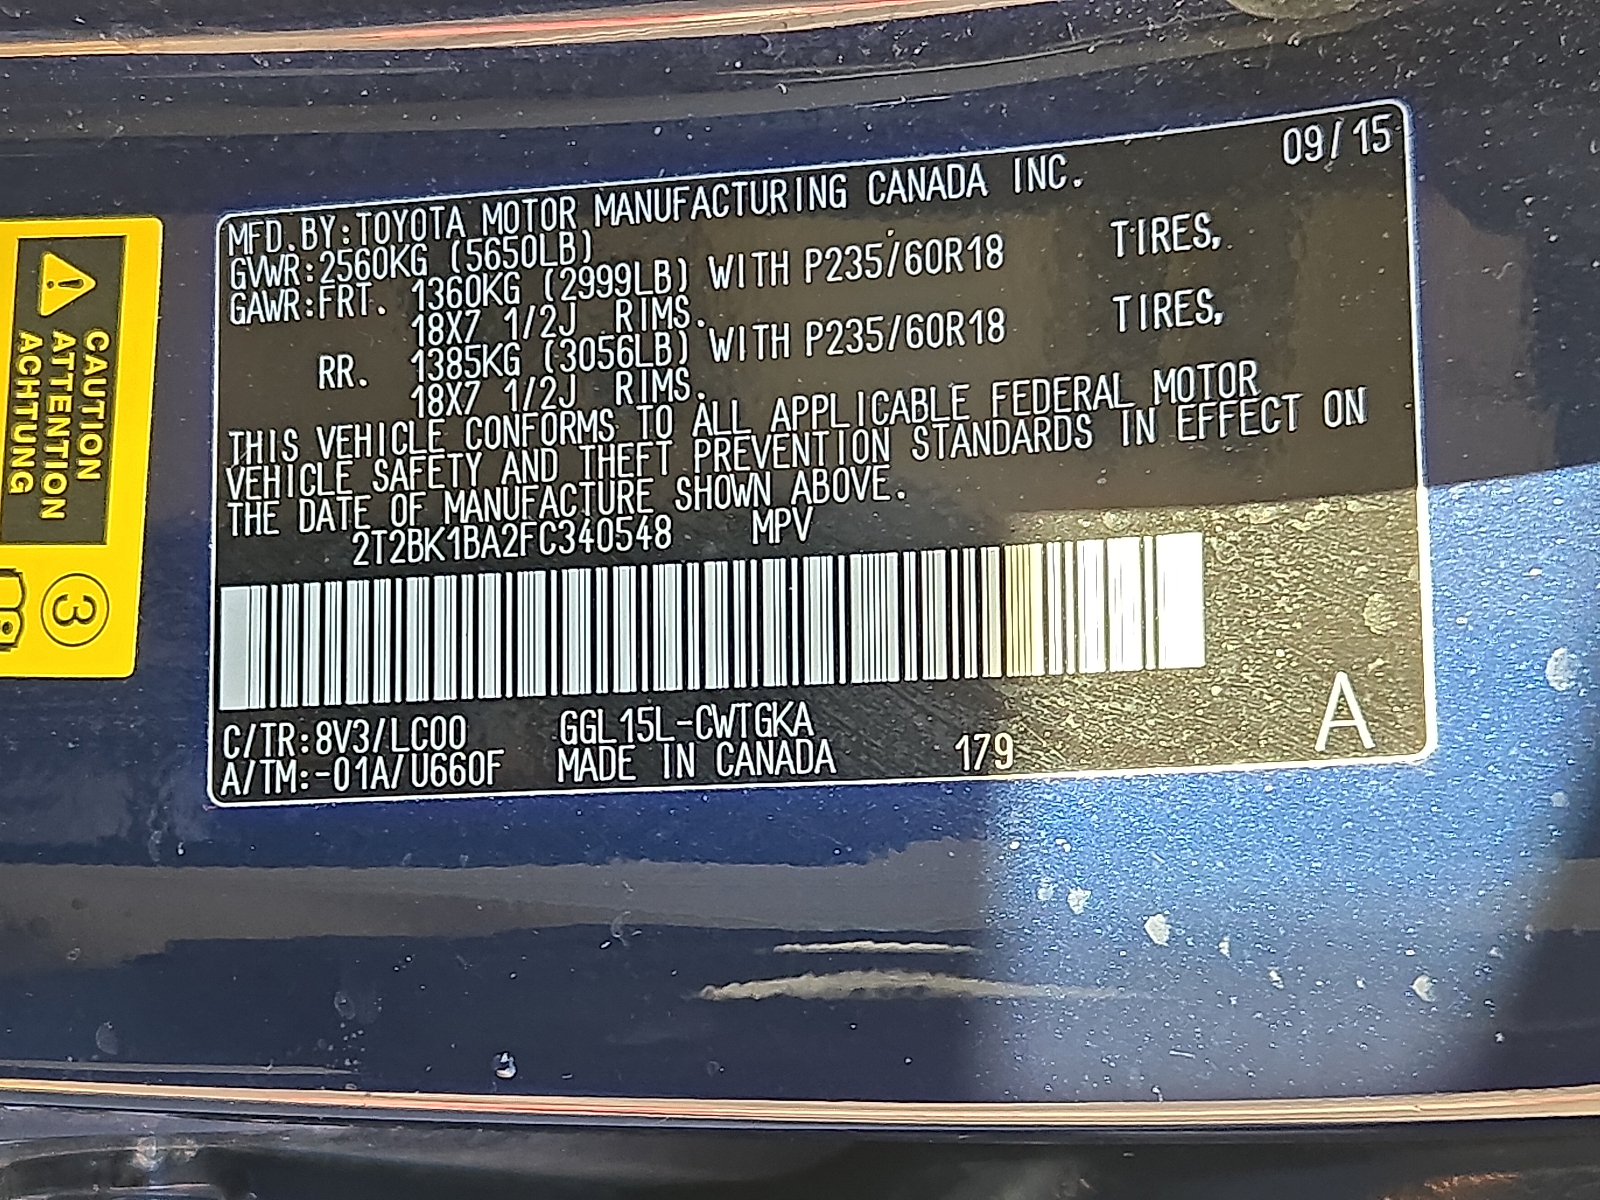 09/15
MFD.BY:TOYOTA MOTOR MANUFACTURING CANADA INC.
GVWR:2560KG (5650LB)
GAWR:FRT. 1360KG (2999LB) WITH P235/60R18 TIRES,
18X7 1/2J RIMS.
RR. 1385KG (3056LB) WITH P235/60R18 TIRES,
18X7 1/2J RIMS.
THIS VEHICLE CONFORMS TO ALL APPLICABLE FEDERAL MOTOR
VEHICLE SAFETY AND THEFT PREVENTION STANDARDS IN EFFECT ON
THE DATE OF MANUFACTURE SHOWN ABOVE.
2T2BK1BA2FC340548 MPV
C/TR:8V3/LC00 GGL15L-CWTGKA
A/TM:-01A/U660F MADE IN CANADA 179
A
CAUTION
ATTENTION
ACHTUNG
3